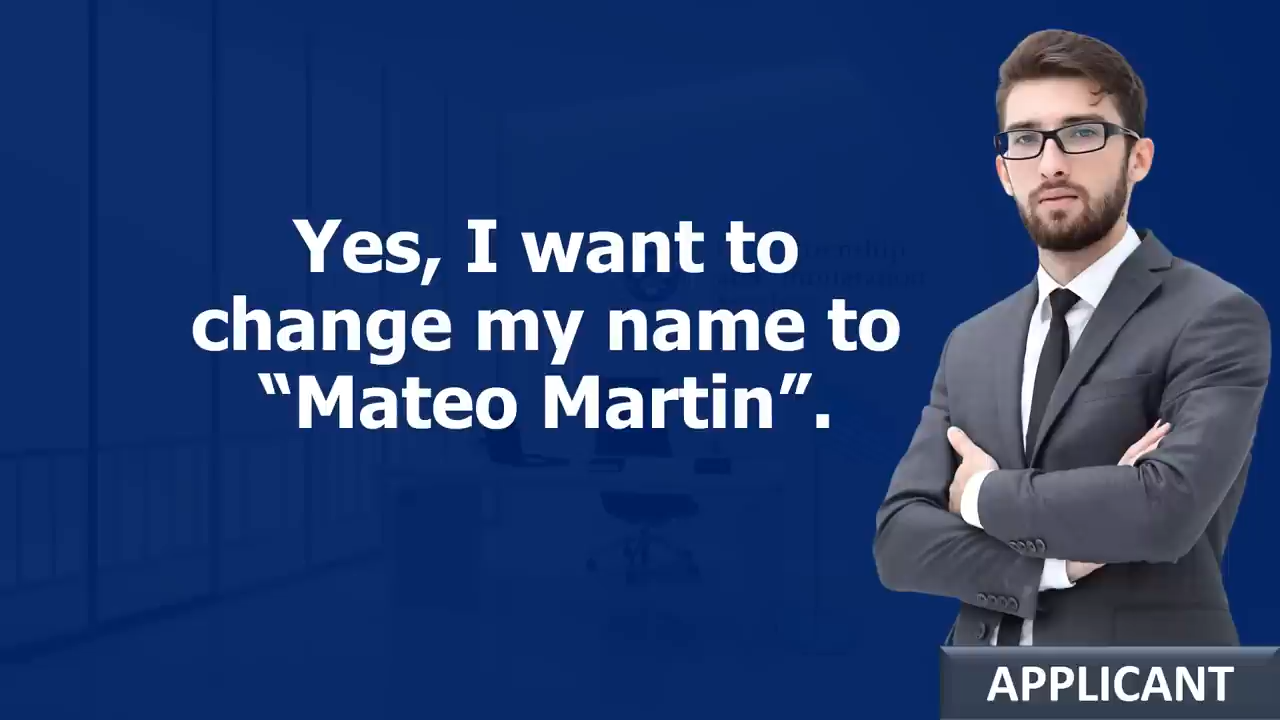 Yes, I want to
change my name to
“Mateo Martin”.
APPLICANT